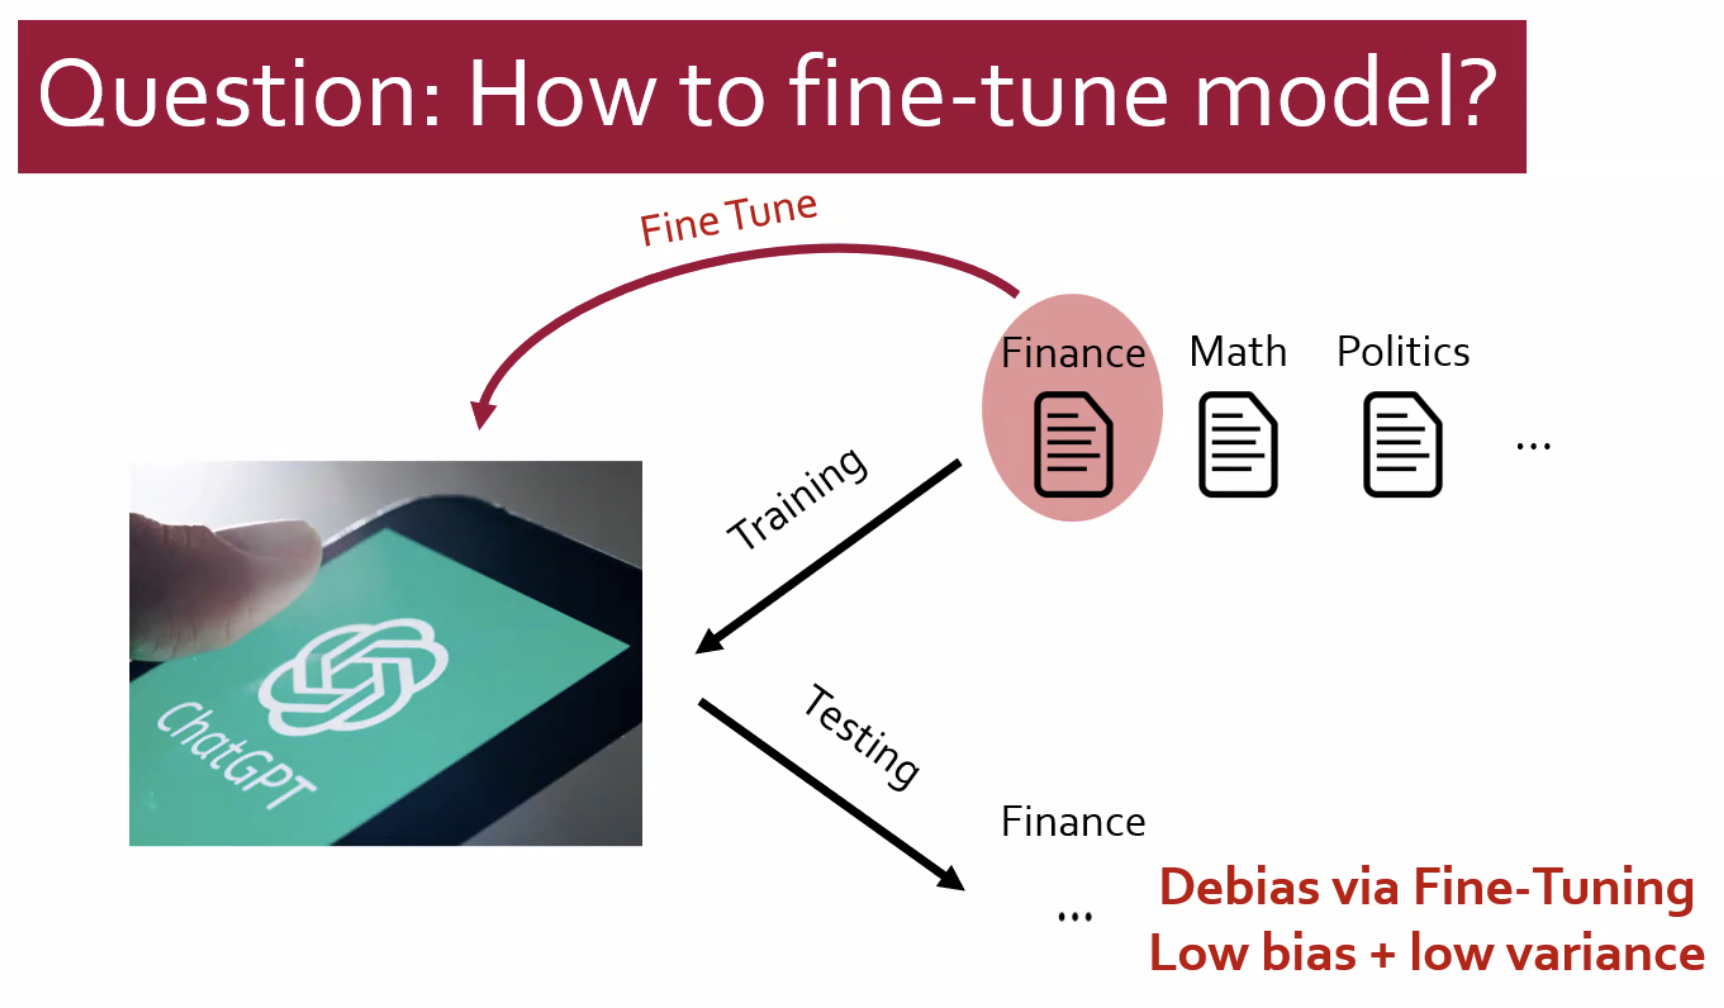 Question: How to fine-tune model?
Fine Tune
Finance
Math
Politics
...
Training
ChatGPT
Testing
Finance
...
Debias via Fine-Tuning
Low bias + low variance